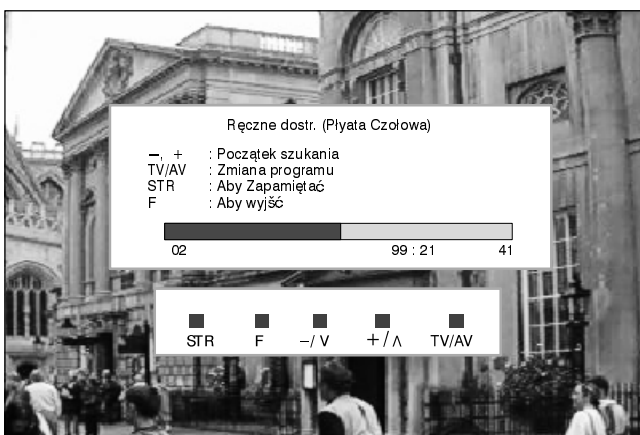 Ręczne dostr. (Płyata Czołowa)
–, + : Początek szukania
TV/AV : Zmiana programu
STR : Aby Zapamiętać
F : Aby wyjść
02 99 : 21 41
STR F –/ V + / Λ TV/AV